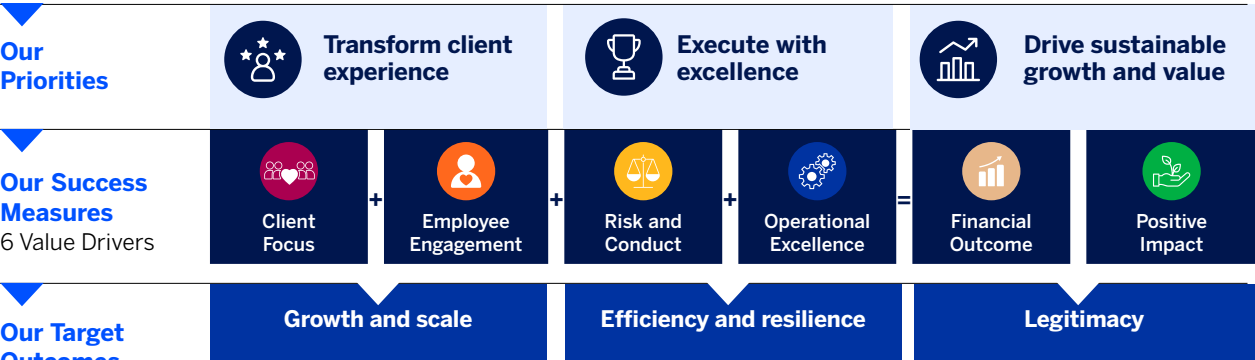 Our
Priorities
Transform client
experience
Execute with
excellence
Drive sustainable
growth and value
Our Success
Measures
6 Value Drivers
Client
Focus
+
Employee
Engagement
+
Risk and
Conduct
+
Operational
Excellence
=
Financial
Outcome
Positive
Impact
Our Target
Outcomes
Growth and scale
Efficiency and resilience
Legitimacy